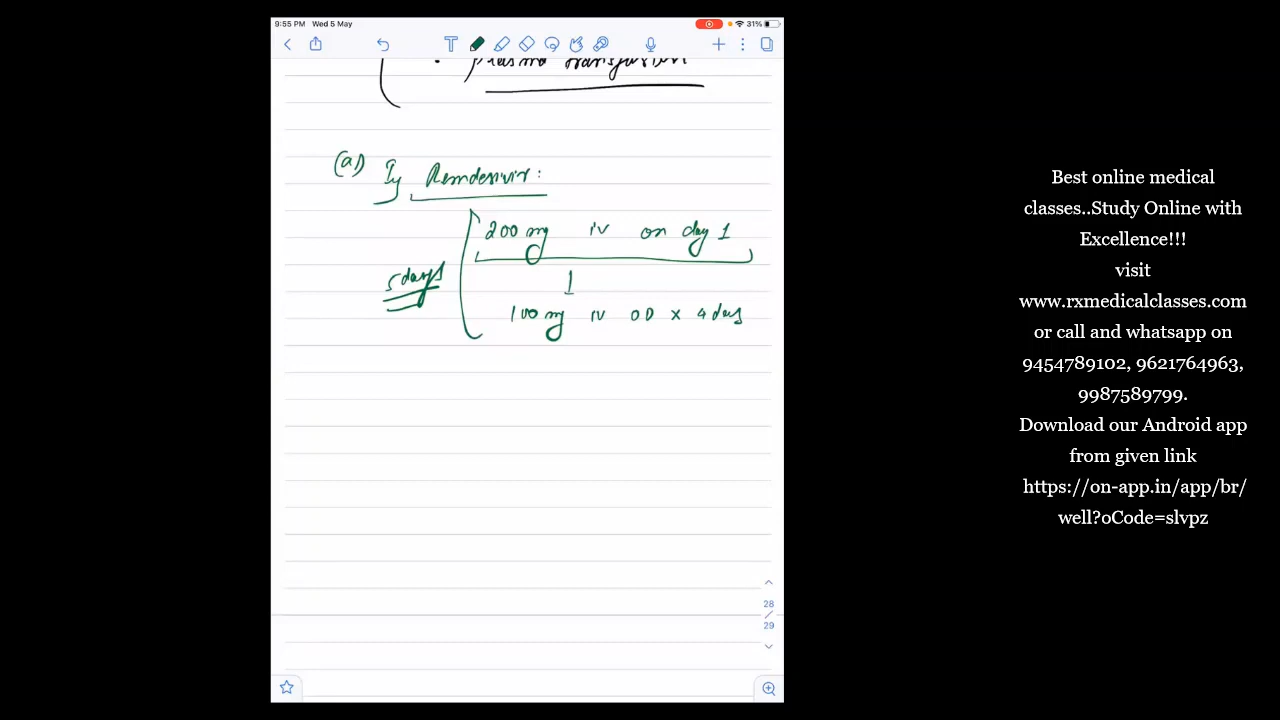 9:55 PM Wed 5 May
31%
plasma transfusion
(a) Inj Remdesivir:
200 mg iv on day 1
5 days
100 mg iv OD x 4 days
28
29
Best online medical
classes..Study Online with
Excellence!!!
visit
www.rxmedicalclasses.com
or call and whatsapp on
9454789102, 9621764963,
9987589799.
Download our Android app
from given link
https://on-app.in/app/br/
well?oCode=slvpz